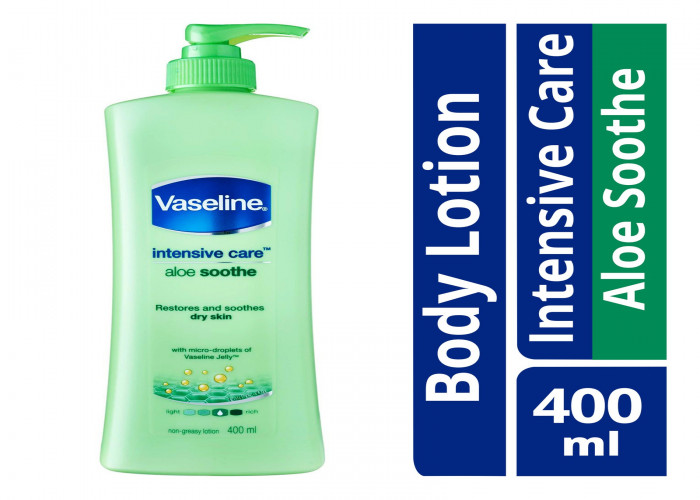 Vaseline®
intensive care™
aloe soothe
Restores and soothes
dry skin
with micro-droplets of
Vaseline Jelly™
light
rich
non-greasy lotion 400 ml
Body Lotion
Intensive Care
Aloe Soothe
400
ml